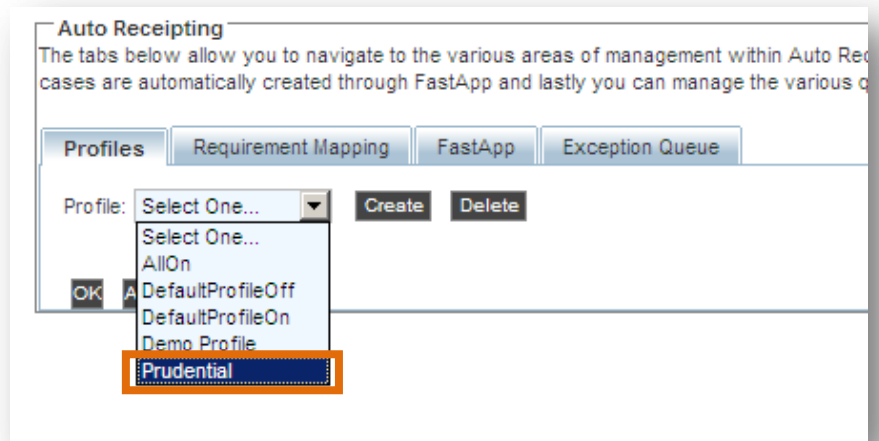 Auto Receipting
The tabs below allow you to navigate to the various areas of management within Auto Rec
cases are automatically created through FastApp and lastly you can manage the various q
Profiles Requirement Mapping FastApp Exception Queue
Profile: Select One... Create Delete
Select One...
AllOn
DefaultProfileOff
OK A
DefaultProfileOn
Demo Profile
Prudential